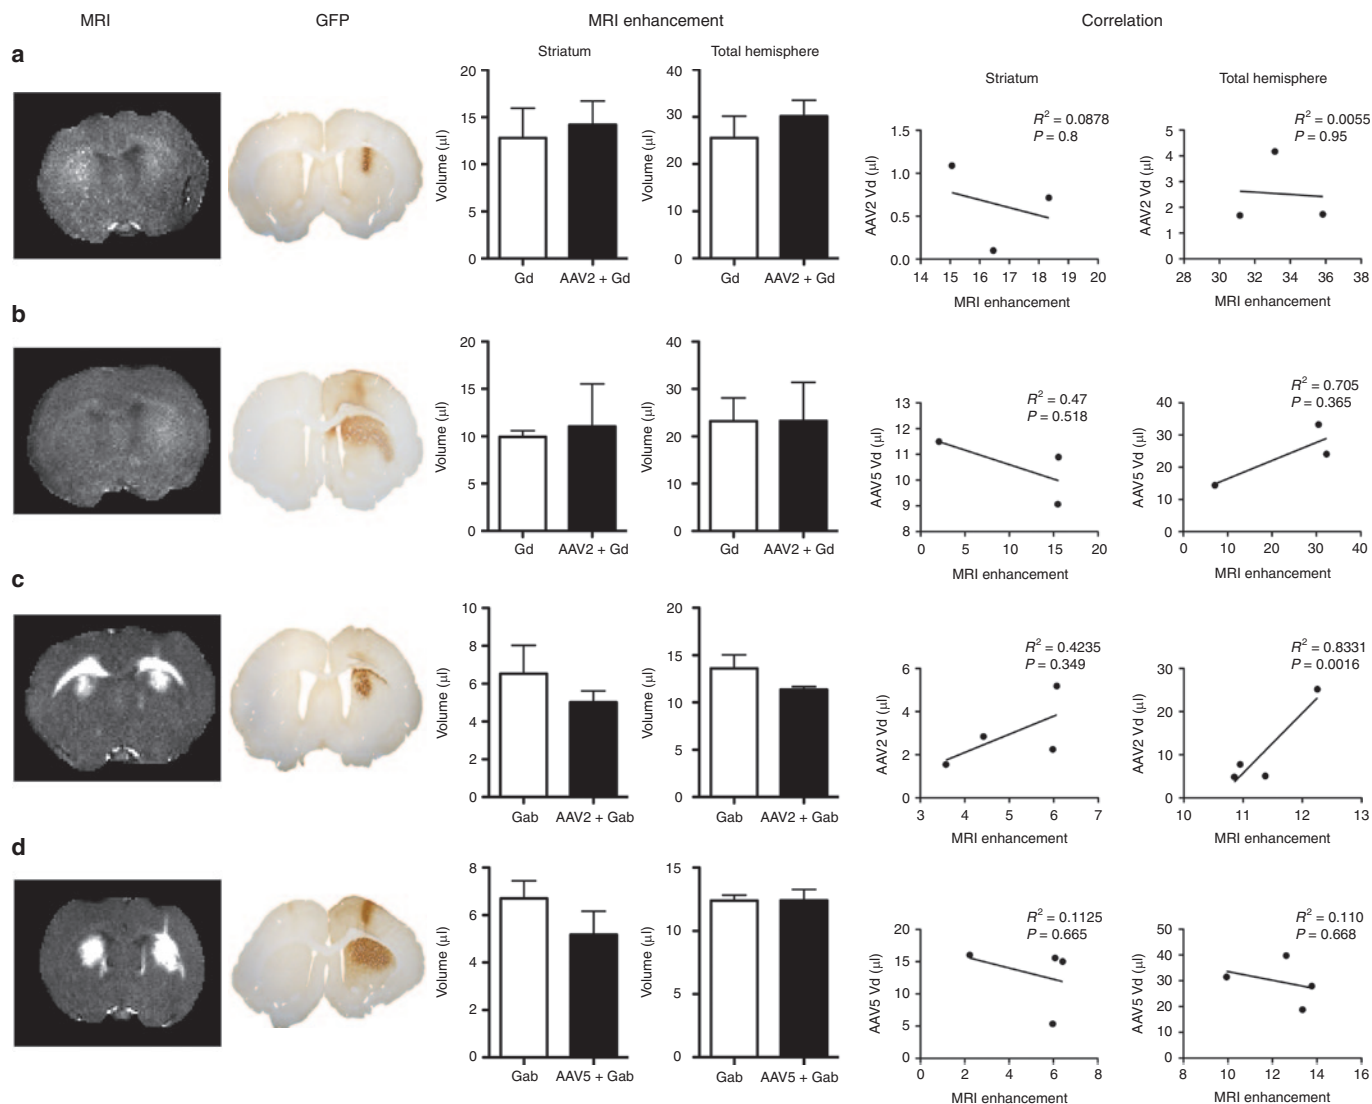 MRI GFP MRI enhancement Correlation
a
Striatum Total hemisphere
Volume (µl)
20
15
10
5
0
Gd AAV2 + Gd
Volume (µl)
40
30
20
10
0
Gd AAV2 + Gd
Striatum
R² = 0.0878
P = 0.8
AAV2 Vd (µl)
1.5
1.0
0.5
0.0
14 15 16 17 18 19 20
MRI enhancement
Total hemisphere
R² = 0.0055
P = 0.95
AAV2 Vd (µl)
5
4
3
2
1
0
28 30 32 34 36 38
MRI enhancement
b
Volume (µl)
20
15
10
5
0
Gd AAV2 + Gd
Volume (µl)
40
30
20
10
0
Gd AAV2 + Gd
R² = 0.47
P = 0.518
AAV5 Vd (µl)
13
12
11
10
9
8
0 5 10 15 20
MRI enhancement
R² = 0.705
P = 0.365
AAV5 Vd (µl)
40
30
20
10
0
0 10 20 30 40
MRI enhancement
c
Volume (µl)
10
8
6
4
2
0
Gab AAV2 + Gab
Volume (µl)
20
15
10
5
0
Gab AAV2 + Gab
R² = 0.4235
P = 0.349
AAV2 Vd (µl)
6
4
2
0
3 4 5 6 7
MRI enhancement
R² = 0.8331
P = 0.0016
AAV2 Vd (µl)
30
20
10
0
10 11 12 13
MRI enhancement
d
Volume (µl)
8
6
4
2
0
Gab AAV5 + Gab
Volume (µl)
15
10
5
0
Gab AAV5 + Gab
R² = 0.1125
P = 0.665
AAV5 Vd (µl)
20
15
10
5
0
0 2 4 6 8
MRI enhancement
R² = 0.110
P = 0.668
AAV5 Vd (µl)
50
40
30
20
10
0
8 10 12 14 16
MRI enhancement